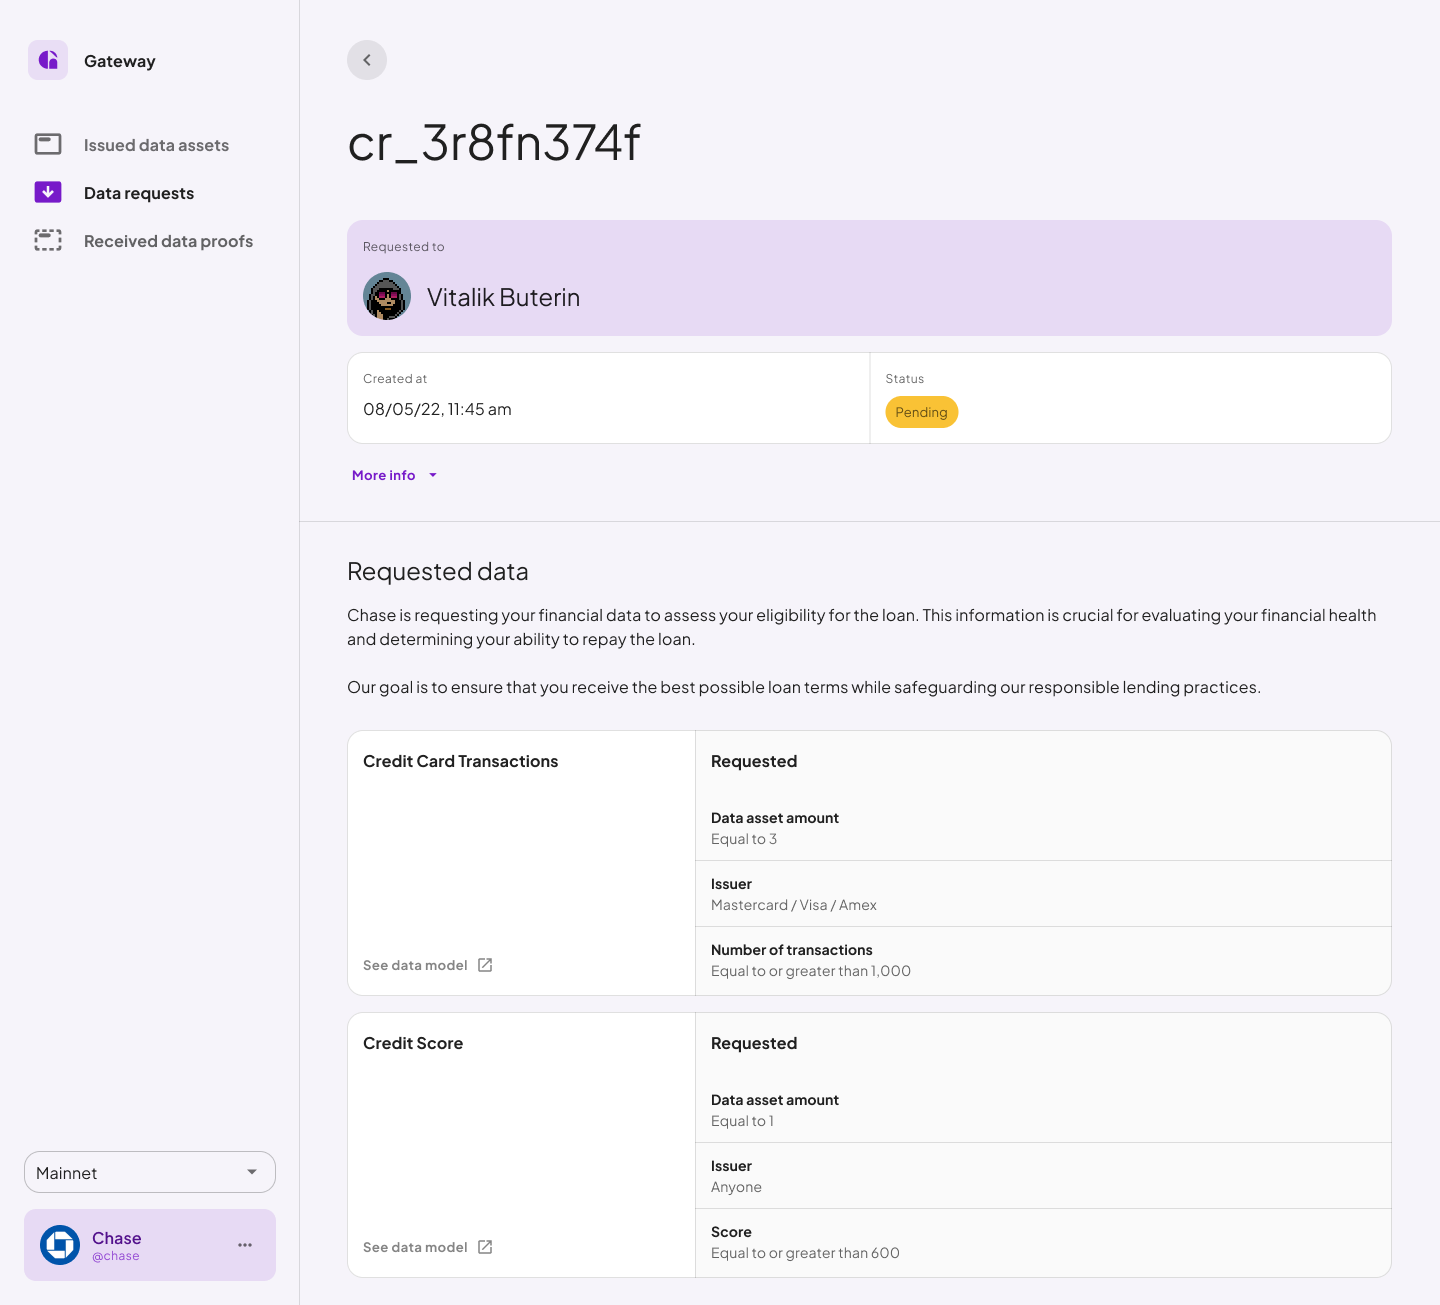 Gateway
Issued data assets
Data requests
Received data proofs
Mainnet
Chase
@chase
cr_3r8fn374f
Requested to
Vitalik Buterin
Created at
08/05/22, 11:45 am
Status
Pending
More info
Requested data
Chase is requesting your financial data to assess your eligibility for the loan. This information is crucial for evaluating your financial health
and determining your ability to repay the loan.
Our goal is to ensure that you receive the best possible loan terms while safeguarding our responsible lending practices.
Credit Card Transactions
See data model
Requested
Data asset amount
Equal to 3
Issuer
Mastercard / Visa / Amex
Number of transactions
Equal to or greater than 1,000
Credit Score
See data model
Requested
Data asset amount
Equal to 1
Issuer
Anyone
Score
Equal to or greater than 600